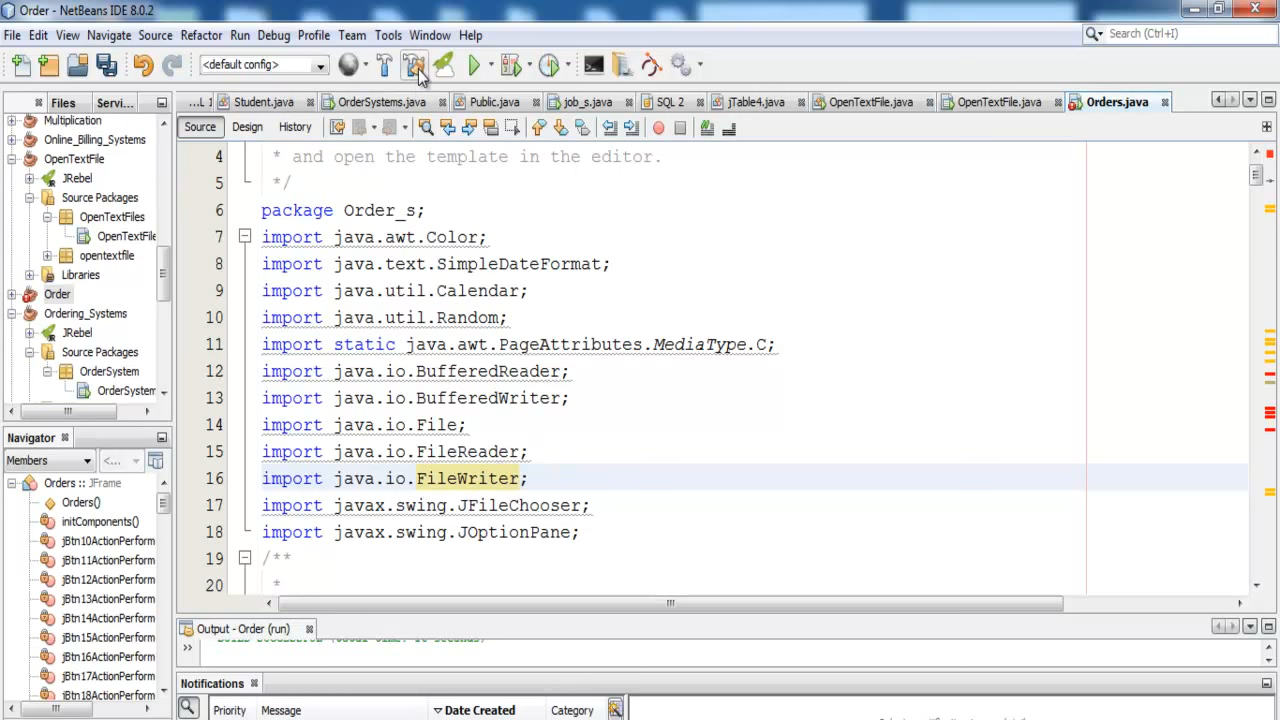 Order - NetBeans IDE 8.0.2
File Edit View Navigate Source Refactor Run Debug Profile Team Tools Window Help
Search (Ctrl+I)
<default config>
Files Servi...
...L 1 Student.java OrderSystems.java Public.java job_s.java SQL 2 jTable4.java OpenTextFile.java OpenTextFile.java Orders.java
Source Design History
Multiplication
Online_Billing_Systems
OpenTextFile
JRebel
Source Packages
OpenTextFiles
OpenTextFile
opentextfile
Libraries
Order
Ordering_Systems
JRebel
Source Packages
OrderSystem
OrderSystem
4 * and open the template in the editor.
5 */
6 package Order_s;
7 import java.awt.Color;
8 import java.text.SimpleDateFormat;
9 import java.util.Calendar;
10 import java.util.Random;
11 import static java.awt.PageAttributes.MediaType.C;
12 import java.io.BufferedReader;
13 import java.io.BufferedWriter;
14 import java.io.File;
15 import java.io.FileReader;
16 import java.io.FileWriter;
17 import javax.swing.JFileChooser;
18 import javax.swing.JOptionPane;
19 /**
20 *
Navigator
Members <...
Orders :: JFrame
Orders()
initComponents()
jBtn10ActionPerform
jBtn11ActionPerform
jBtn12ActionPerform
jBtn13ActionPerform
jBtn14ActionPerform
jBtn15ActionPerform
jBtn16ActionPerform
jBtn17ActionPerform
jBtn18ActionPerform
Output - Order (run)
Notifications
Priority Message Date Created Category